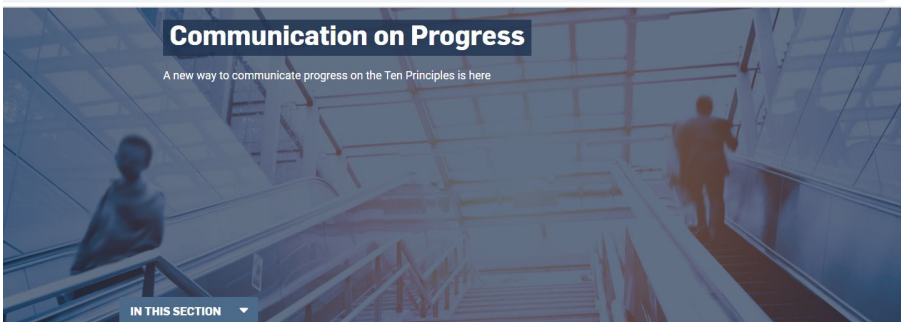 Communication on Progress
A new way to communicate progress on the Ten Principles is here
IN THIS SECTION